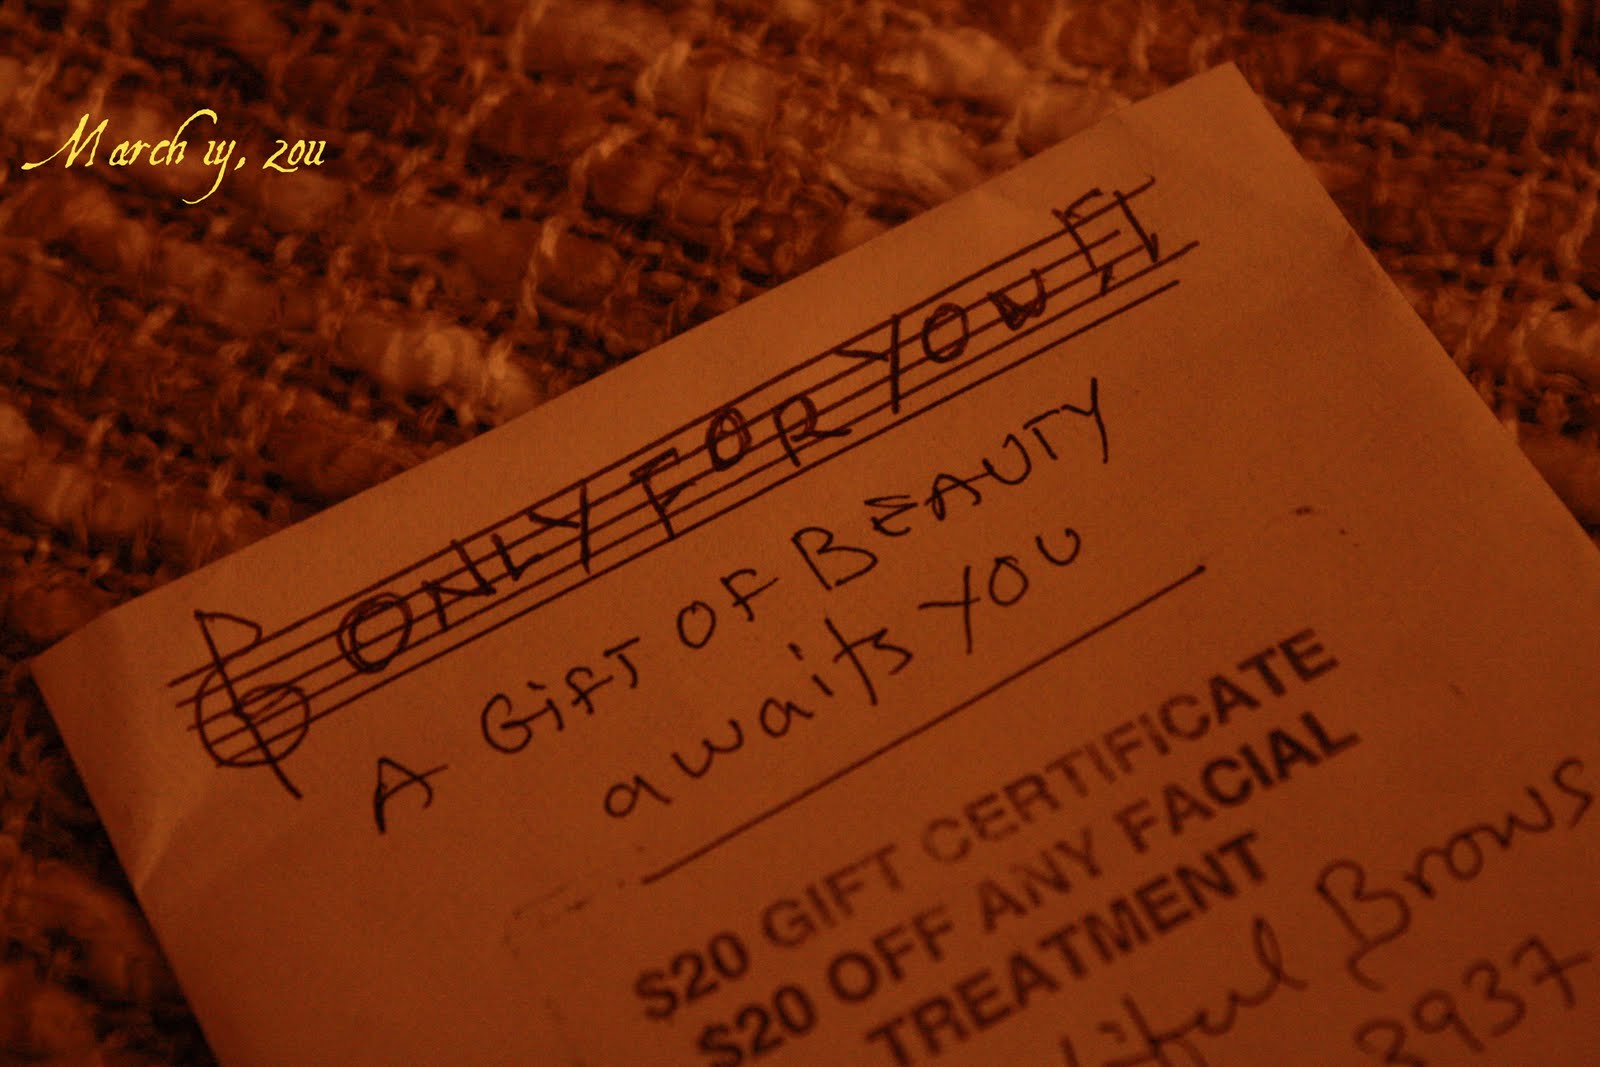 March 14, 2011
ONLY FOR YOU
A GifT OF BEAUTY
awaits YOU
$20 GIFT CERTIFICATE
$20 OFF ANY FACIAL
TREATMENT
tiful Brows
3937